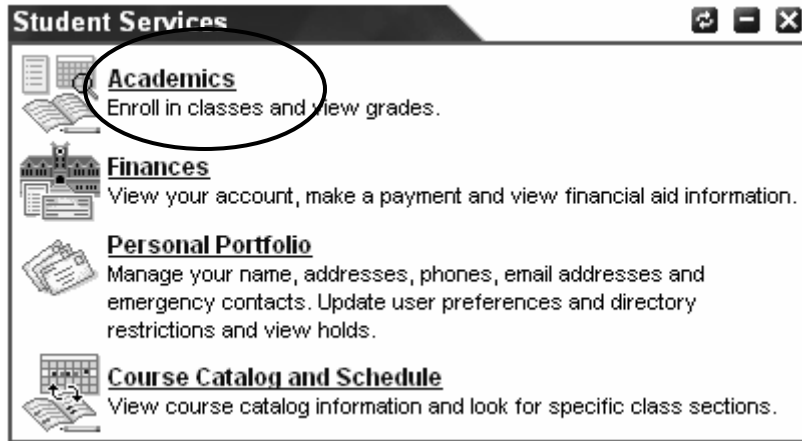 Student Services
Academics
Enroll in classes and view grades.
Finances
View your account, make a payment and view financial aid information.
Personal Portfolio
Manage your name, addresses, phones, email addresses and
emergency contacts. Update user preferences and directory
restrictions and view holds.
Course Catalog and Schedule
View course catalog information and look for specific class sections.